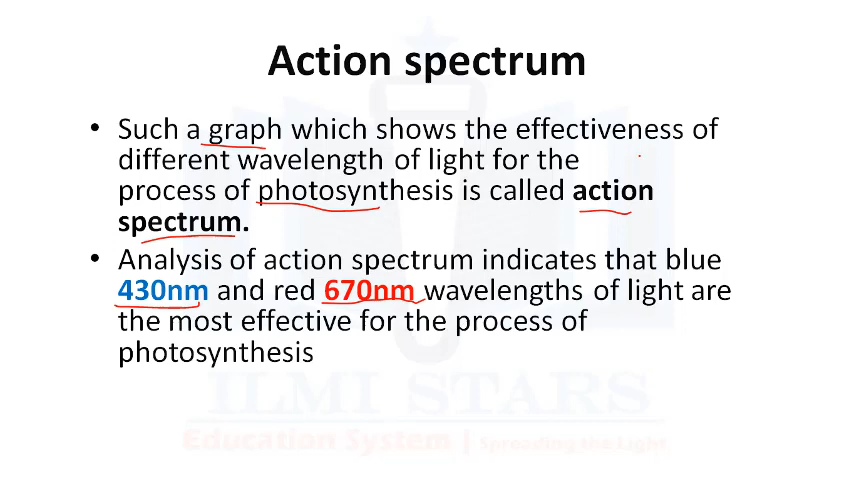 Action spectrum
• Such a graph which shows the effectiveness of
different wavelength of light for the
process of photosynthesis is called action
spectrum.
• Analysis of action spectrum indicates that blue
430nm and red 670nm wavelengths of light are
the most effective for the process of
photosynthesis
ILMI STARS
Education System | Spreading the Light